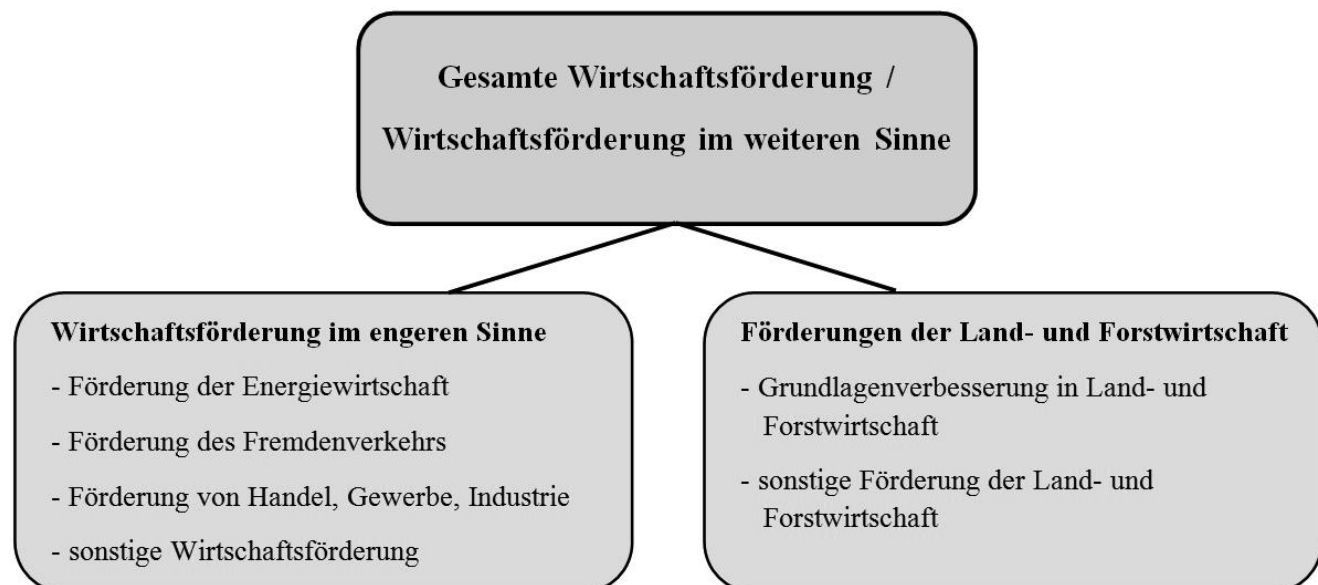 Gesamte Wirtschaftsförderung /
Wirtschaftsförderung im weiteren Sinne
Wirtschaftsförderung im engeren Sinne
- Förderung der Energiewirtschaft
- Förderung des Fremdenverkehrs
- Förderung von Handel, Gewerbe, Industrie
- sonstige Wirtschaftsförderung
Förderungen der Land- und Forstwirtschaft
- Grundlagenverbesserung in Land- und
Forstwirtschaft
- sonstige Förderung der Land- und
Forstwirtschaft